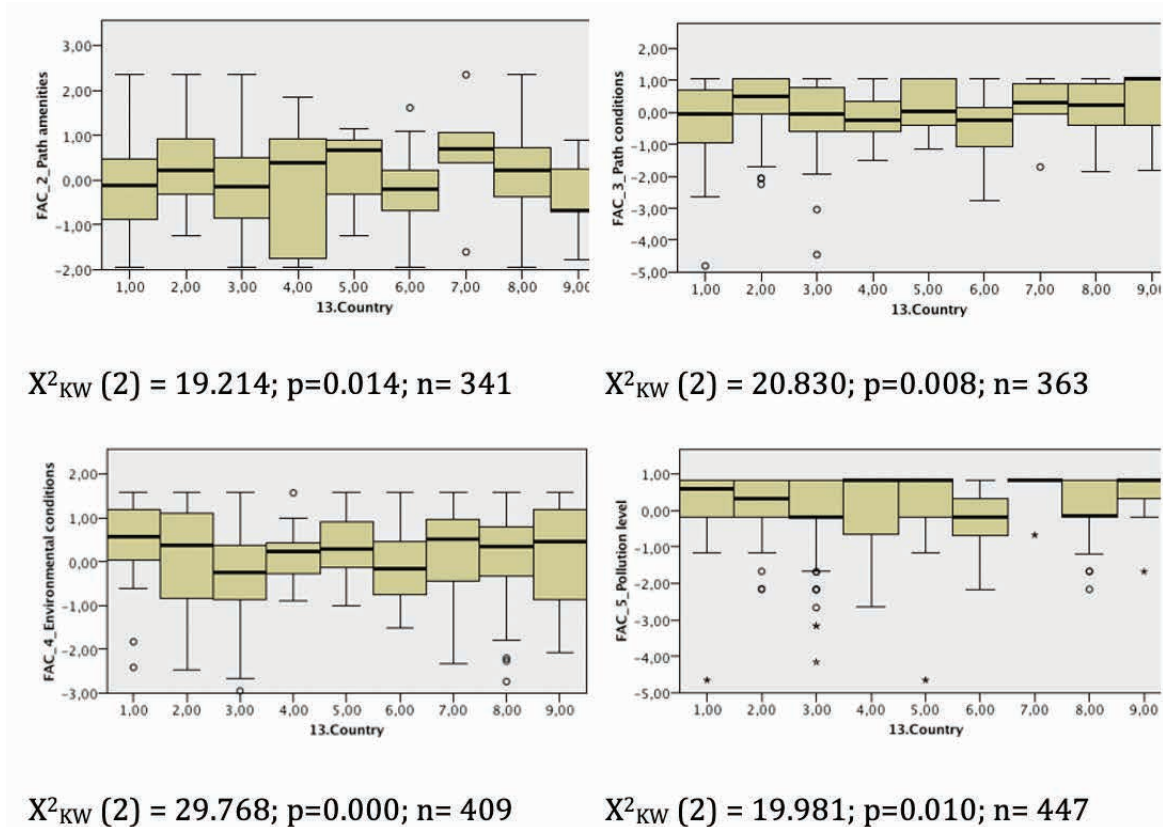 3,00
2,00
1,00
0,00
-1,00
-2,00
FAC_2_Path amenities
1,00 2,00 3,00 4,00 5,00 6,00 7,00 8,00 9,00
13.Country
2,00
1,00
0,00
-1,00
-2,00
-3,00
-4,00
-5,00
FAC_3_Path conditions
1,00 2,00 3,00 4,00 5,00 6,00 7,00 8,00 9,00
13.Country
X²KW (2) = 19.214; p=0.014; n= 341
X²KW (2) = 20.830; p=0.008; n= 363
2,00
1,00
0,00
-1,00
-2,00
-3,00
FAC_4_Environmental conditions
1,00 2,00 3,00 4,00 5,00 6,00 7,00 8,00 9,00
13.Country
1,00
0,00
-1,00
-2,00
-3,00
-4,00
-5,00
FAC_5_Pollution level
1,00 2,00 3,00 4,00 5,00 6,00 7,00 8,00 9,00
13.Country
X²KW (2) = 29.768; p=0.000; n= 409
X²KW (2) = 19.981; p=0.010; n= 447